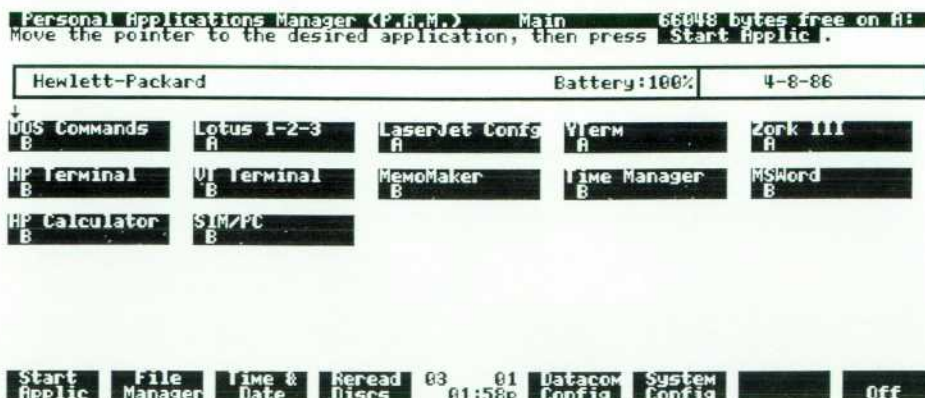 Personal Applications Manager (P.A.M.) Main 66048 bytes free on A:
Move the pointer to the desired application, then press Start Applic .
Hewlett-Packard Battery:100% 4-8-86
DOS Commands Lotus 1-2-3 LaserJet Confg YTerm Zork III
B A A A A
HP Terminal VT Terminal MemoMaker Time Manager MSWord
B B B B B
HP Calculator SIM/PC
B B
Start File Time & Reread 03 01 Datacom System
Applic Manager Date Discs 01:58p Config Config Off